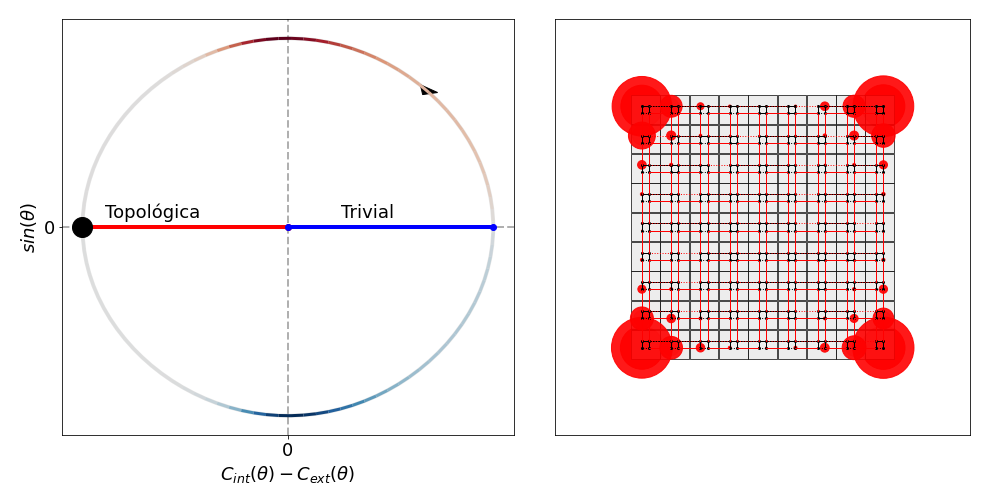 sin(θ)
0
Topológica
Trivial
0
C_int(θ) − C_ext(θ)